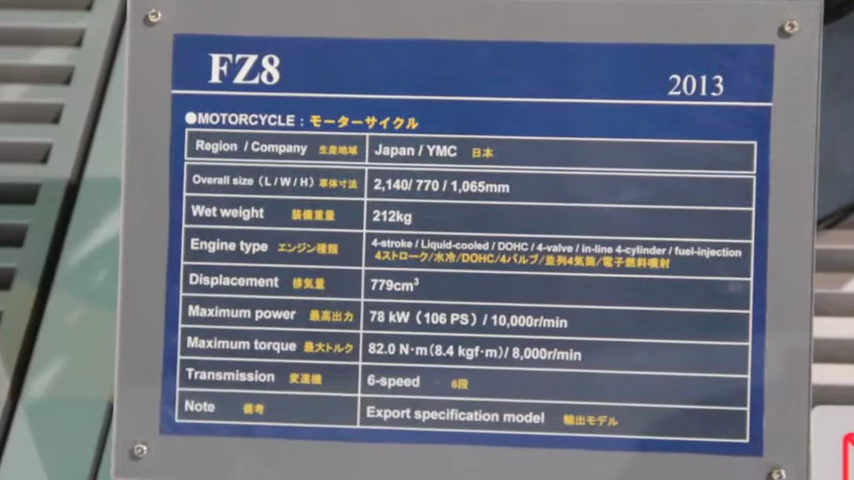 FZ8
2013
●MOTORCYCLE : モーターサイクル
Region / Company 生産地域 Japan / YMC 日本
Overall size (L / W / H) 車体寸法 2,140/ 770 / 1,065mm
Wet weight 装備重量 212kg
Engine type エンジン種類 4-stroke / Liquid-cooled / DOHC / 4-valve / in-line 4-cylinder / fuel-injection
4ストローク/水冷/DOHC/4バルブ/並列4気筒/電子燃料噴射
Displacement 排気量 779cm³
Maximum power 最高出力 78 kW (106 PS) / 10,000r/min
Maximum torque 最大トルク 82.0 N·m(8.4 kgf·m)/ 8,000r/min
Transmission 変速機 6-speed 6段
Note 備考 Export specification model 輸出モデル